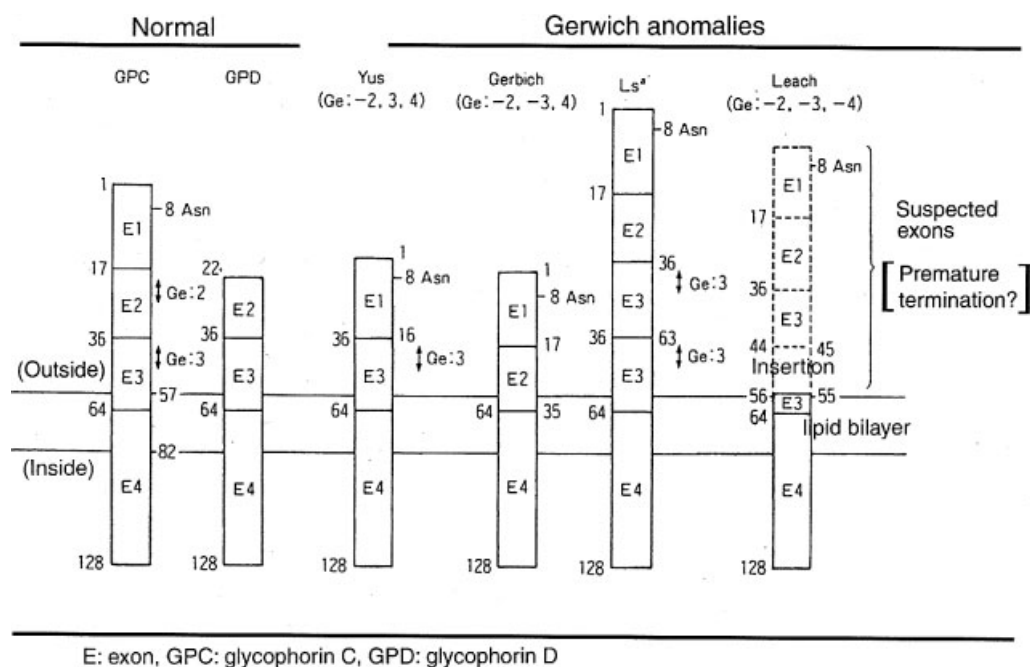 Normal
Gerwich anomalies
GPC
GPD
Yus
(Ge:-2, 3, 4)
Gerbich
(Ge:-2, -3, 4)
Lsᵃ
Leach
(Ge:-2, -3, -4)
1
8 Asn
E1
17
Ge:2
E2
36
Ge:3
E3
57
64
82
E4
128
22
E2
36
E3
64
E4
128
1
8 Asn
E1
36
16
Ge:3
E3
64
E4
128
1
8 Asn
E1
17
E2
64
35
E4
128
1
8 Asn
E1
17
E2
36
Ge:3
E3
36
63
Ge:3
E3
64
E4
128
8 Asn
E1
17
E2
36
E3
44
45
Insertion
56
55
E3
64
E4
128
Suspected
exons
[Premature
termination?]
(Outside)
lipid bilayer
(Inside)
E: exon, GPC: glycophorin C, GPD: glycophorin D